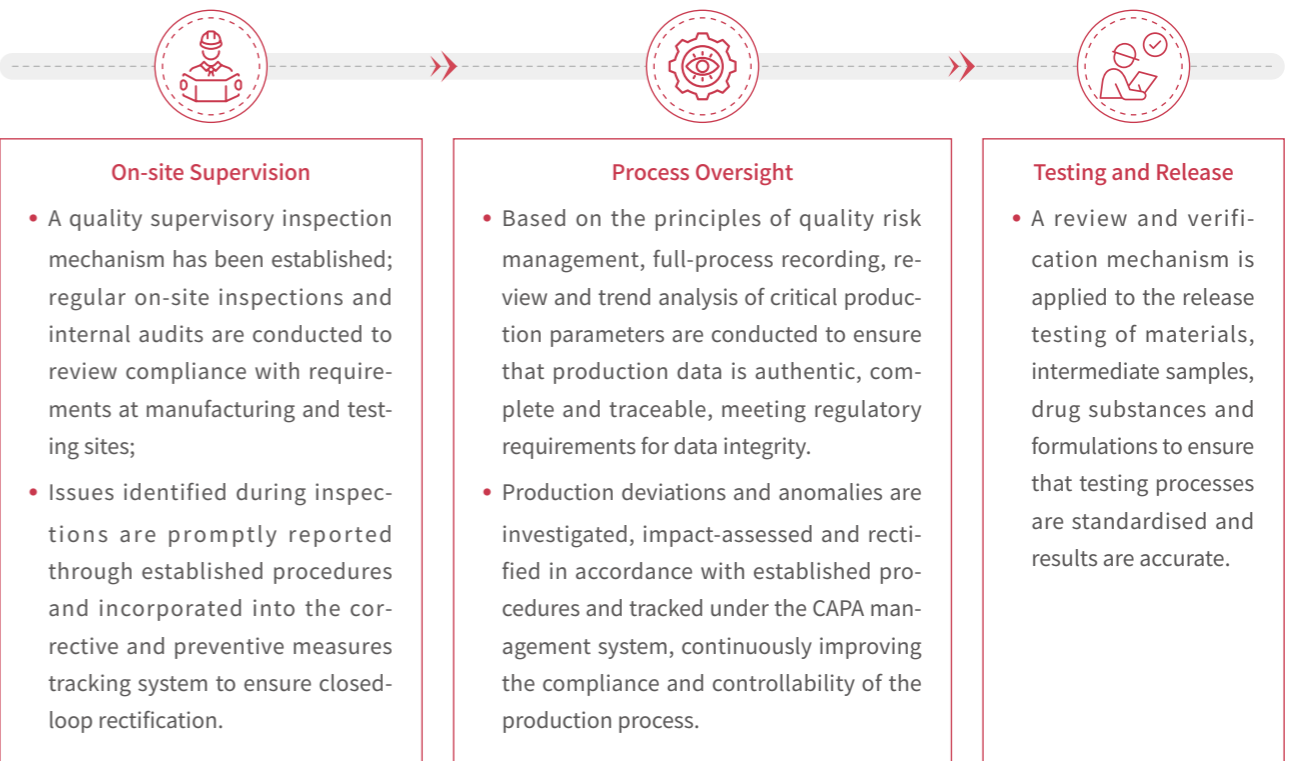 On-site Supervision
• A quality supervisory inspection
mechanism has been established;
regular on-site inspections and
internal audits are conducted to
review compliance with require-
ments at manufacturing and test-
ing sites;
• Issues identified during inspec-
tions are promptly reported
through established procedures
and incorporated into the cor-
rective and preventive measures
tracking system to ensure closed-
loop rectification.
Process Oversight
• Based on the principles of quality risk
management, full-process recording, re-
view and trend analysis of critical produc-
tion parameters are conducted to ensure
that production data is authentic, com-
plete and traceable, meeting regulatory
requirements for data integrity.
• Production deviations and anomalies are
investigated, impact-assessed and recti-
fied in accordance with established pro-
cedures and tracked under the CAPA man-
agement system, continuously improving
the compliance and controllability of the
production process.
Testing and Release
• A review and verifi-
cation mechanism is
applied to the release
testing of materials,
intermediate samples,
drug substances and
formulations to ensure
that testing processes
are standardised and
results are accurate.